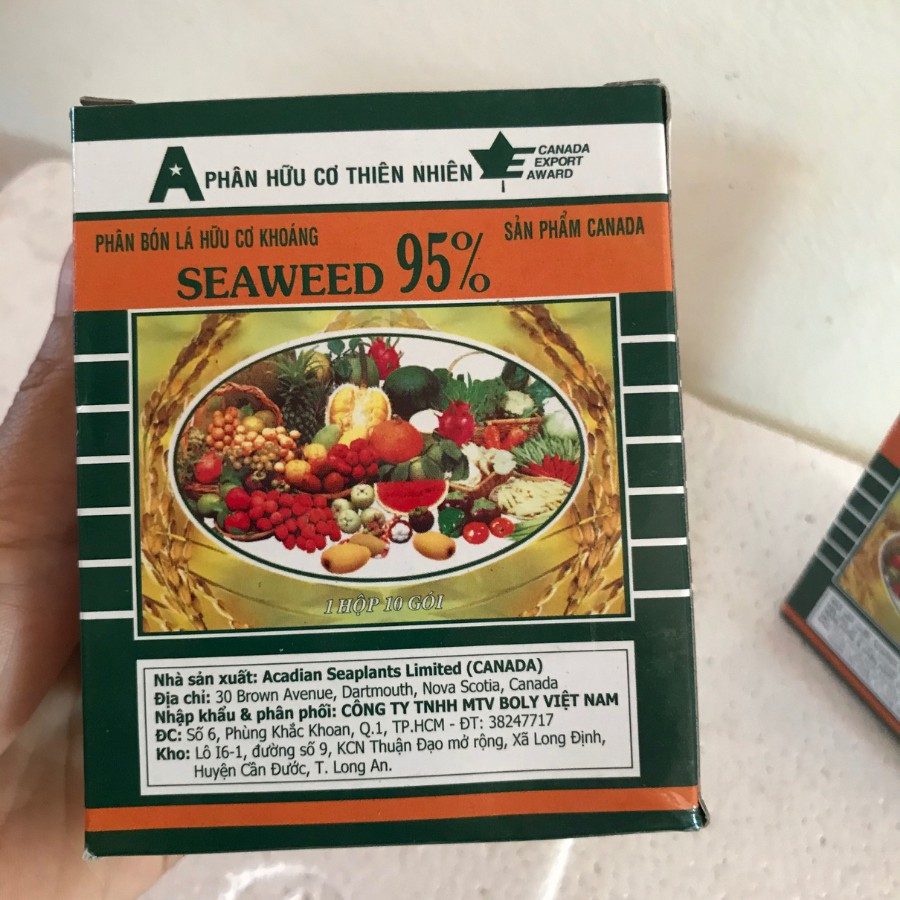 A PHÂN HỮU CƠ THIÊN NHIÊN
CANADA
EXPORT
AWARD
PHÂN BÓN LÁ HỮU CƠ KHOÁNG
SẢN PHẨM CANADA
SEAWEED 95%
1 HỘP 10 GÓI
Nhà sản xuất: Acadian Seaplants Limited (CANADA)
Địa chỉ: 30 Brown Avenue, Dartmouth, Nova Scotia, Canada
Nhập khẩu & phân phối: CÔNG TY TNHH MTV BOLY VIỆT NAM
ĐC: Số 6, Phùng Khắc Khoan, Q.1, TP.HCM - ĐT: 38247717
Kho: Lô I6-1, đường số 9, KCN Thuận Đạo mở rộng, Xã Long Định,
Huyện Cần Đước, T. Long An.